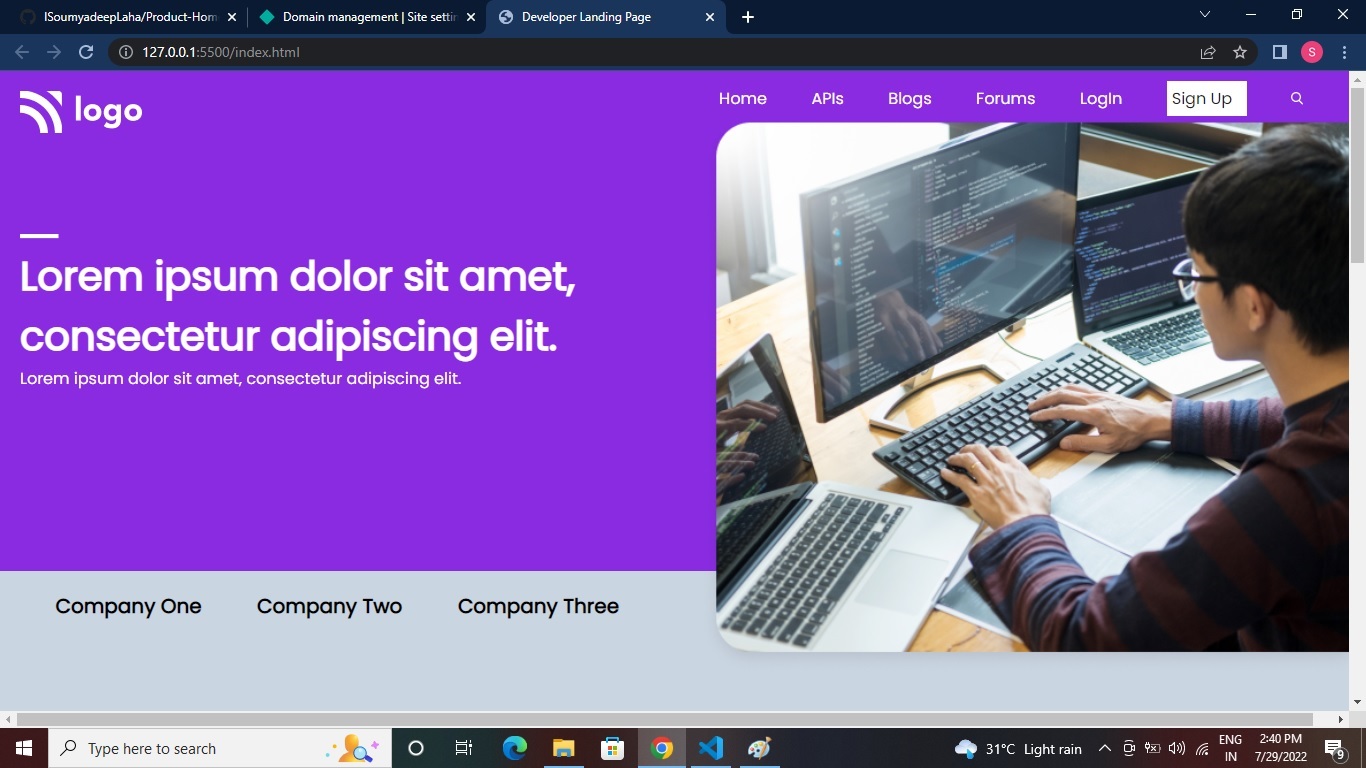 ISoumyadeepLaha/Product-Hom
Domain management | Site settin
Developer Landing Page
127.0.0.1:5500/index.html
S
logo
Home APIs Blogs Forums LogIn Sign Up
Lorem ipsum dolor sit amet,
consectetur adipiscing elit.
Lorem ipsum dolor sit amet, consectetur adipiscing elit.
Company One Company Two Company Three
Type here to search
31°C Light rain
ENG
IN
2:40 PM
7/29/2022
9